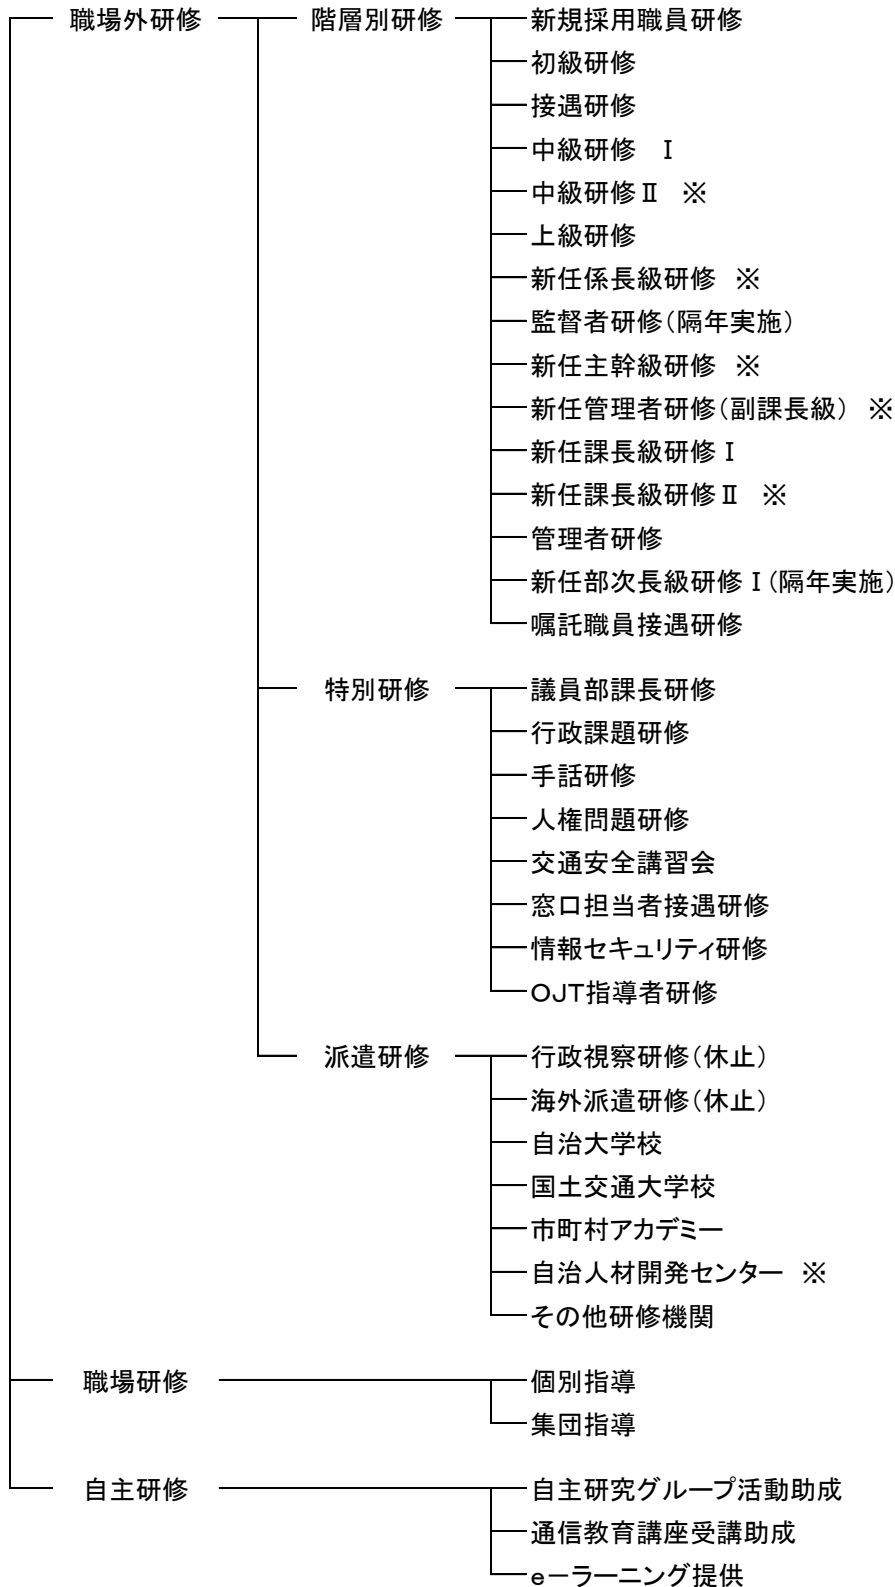 職場外研修 階層別研修 新規採用職員研修
初級研修
接遇研修
中級研修 Ⅰ
中級研修Ⅱ ※
上級研修
新任係長級研修 ※
監督者研修(隔年実施)
新任主幹級研修 ※
新任管理者研修(副課長級) ※
新任課長級研修Ⅰ
新任課長級研修Ⅱ ※
管理者研修
新任部次長級研修Ⅰ(隔年実施)
嘱託職員接遇研修
特別研修 議員部課長研修
行政課題研修
手話研修
人権問題研修
交通安全講習会
窓口担当者接遇研修
情報セキュリティ研修
OJT指導者研修
派遣研修 行政視察研修(休止)
海外派遣研修(休止)
自治大学校
国土交通大学校
市町村アカデミー
自治人材開発センター ※
その他研修機関
職場研修 個別指導
集団指導
自主研修 自主研究グループ活動助成
通信教育講座受講助成
e-ラーニング提供